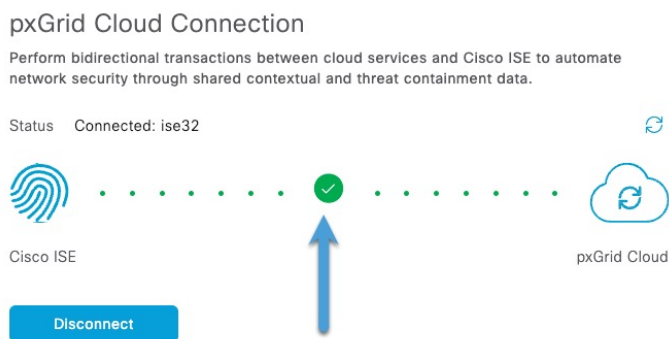 pxGrid Cloud Connection
Perform bidirectional transactions between cloud services and Cisco ISE to automate
network security through shared contextual and threat containment data.
Status Connected: ise32
Cisco ISE
pxGrid Cloud
Disconnect